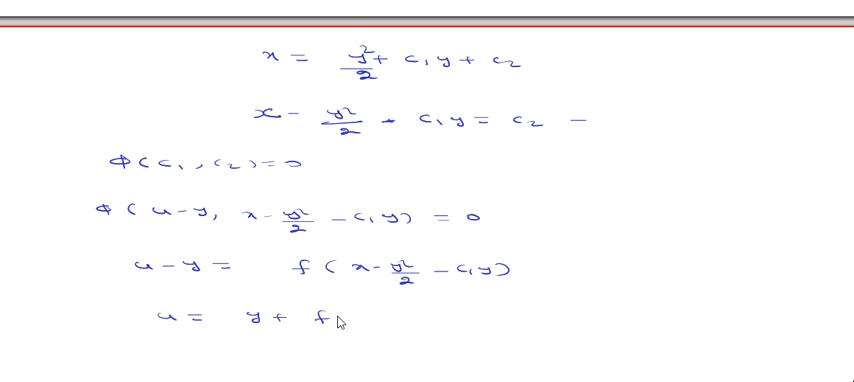 x = y²/2 + c₁y + c₂
x - y²/2 - c₁y = c₂ -
φ(c₁, c₂) = 0
φ(u-y, x - y²/2 - c₁y) = 0
u - y = f(x - y²/2 - c₁y)
u = y + f